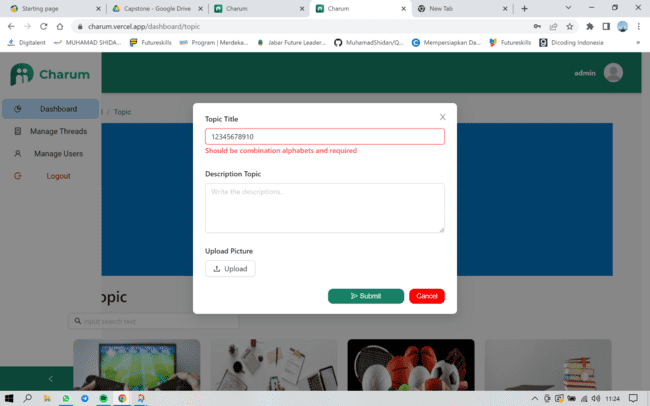 Starting page
Capstone - Google Drive
Charum
Charum
New Tab
charum.vercel.app/dashboard/topic
Digitalent
MUHAMAD SHIDA...
Futureskills
Program | Merdeka...
Jabar Future Leader...
MuhamadShidan/Q...
Mempersiapkan Da...
Futureskills
Dicoding Indonesia
»
Charum
admin
Dashboard
Manage Threads
Manage Users
Logout
/ Topic
Topic Title
12345678910
Should be combination alphabets and required
Description Topic
Write the descriptions...
Upload Picture
Upload
Submit
Cancel
opic
input search text
11:24